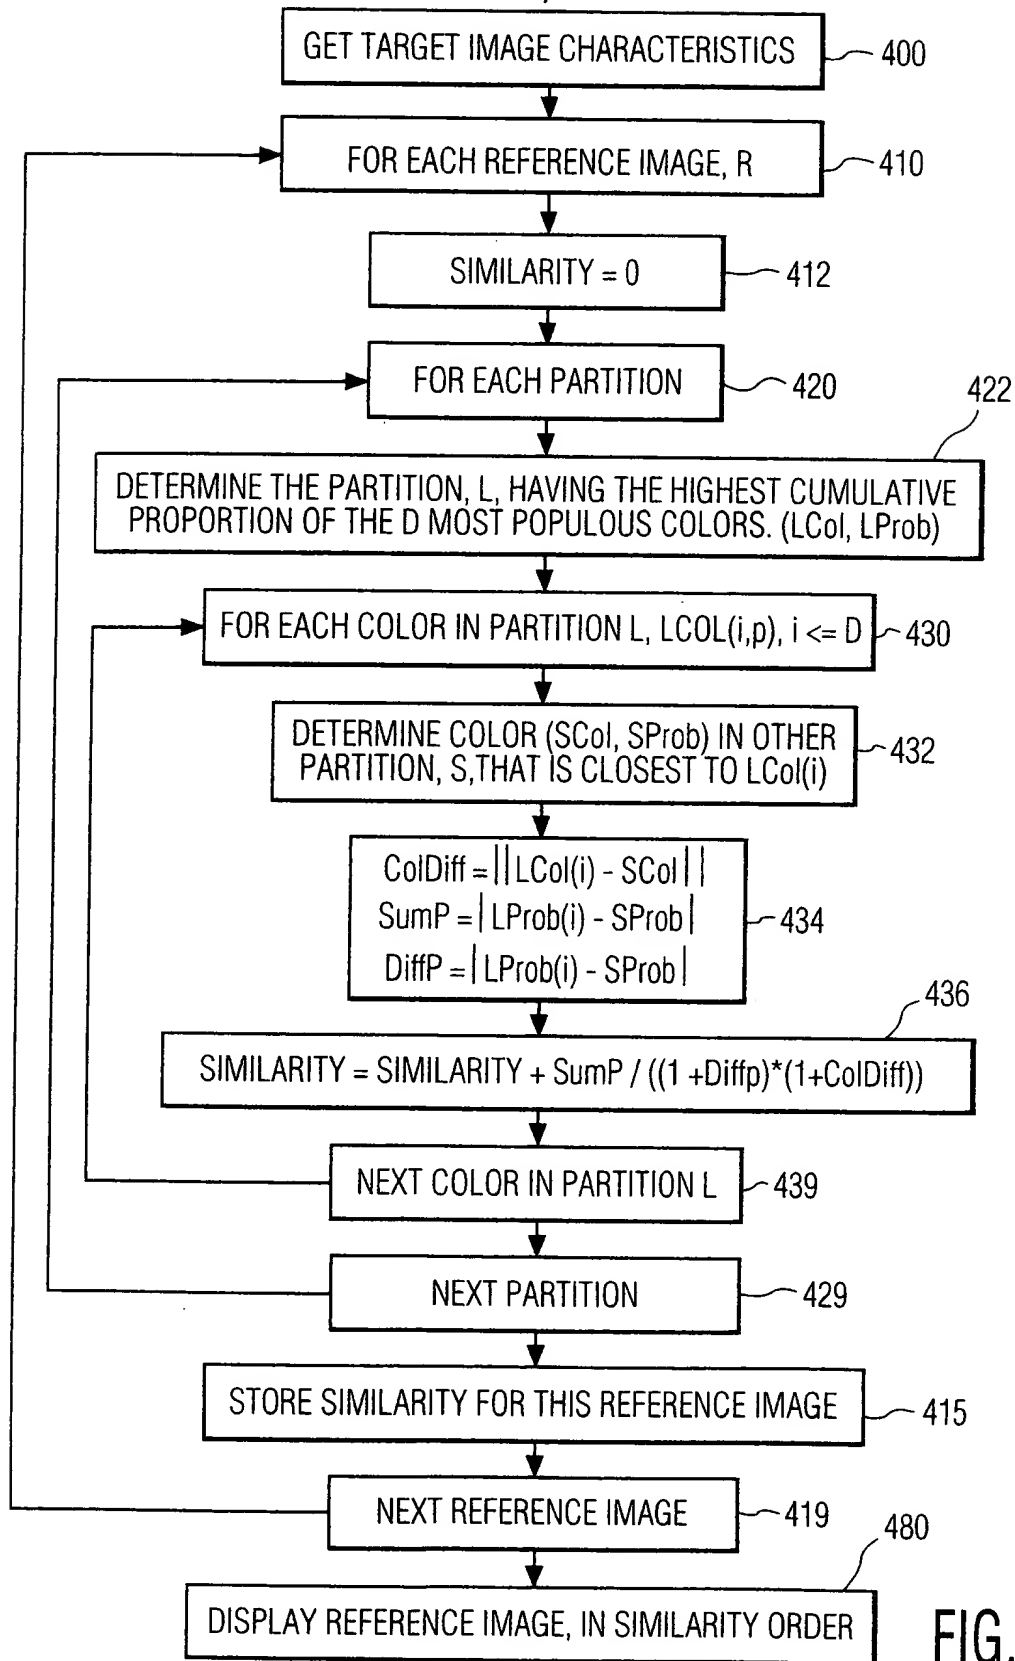 GET TARGET IMAGE CHARACTERISTICS
400
FOR EACH REFERENCE IMAGE, R
410
SIMILARITY = 0
412
FOR EACH PARTITION
420
422
DETERMINE THE PARTITION, L, HAVING THE HIGHEST CUMULATIVE
PROPORTION OF THE D MOST POPULOUS COLORS. (LCol, LProb)
FOR EACH COLOR IN PARTITION L, LCOL(i,p), i <= D
430
DETERMINE COLOR (SCol, SProb) IN OTHER
PARTITION, S,THAT IS CLOSEST TO LCol(i)
432
ColDiff = ||LCol(i) - SCol||
SumP = |LProb(i) - SProb|
DiffP = |LProb(i) - SProb|
434
436
SIMILARITY = SIMILARITY + SumP / ((1 +Diffp)*(1+ColDiff))
NEXT COLOR IN PARTITION L
439
NEXT PARTITION
429
STORE SIMILARITY FOR THIS REFERENCE IMAGE
415
NEXT REFERENCE IMAGE
419
480
DISPLAY REFERENCE IMAGE, IN SIMILARITY ORDER
FIG.